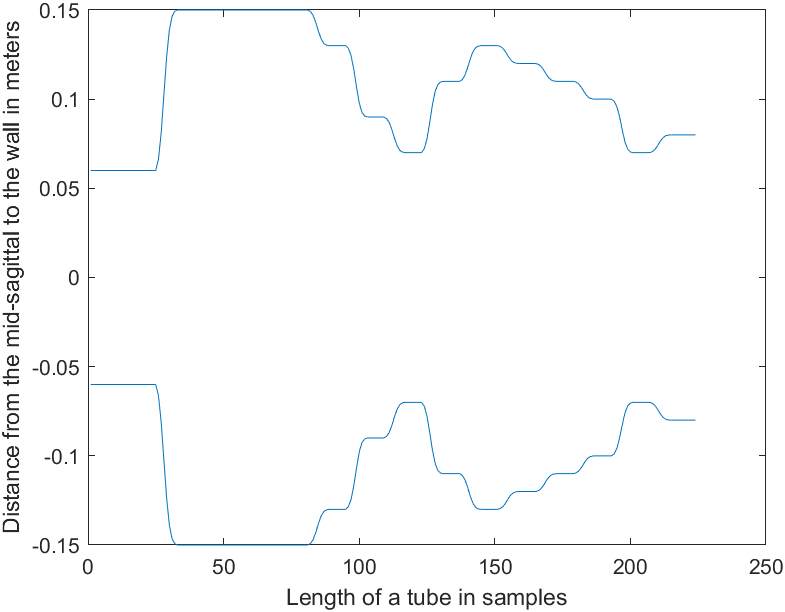 Distance from the mid-sagittal to the wall in meters
0.15
0.1
0.05
0
-0.05
-0.1
-0.15
0 50 100 150 200 250
Length of a tube in samples